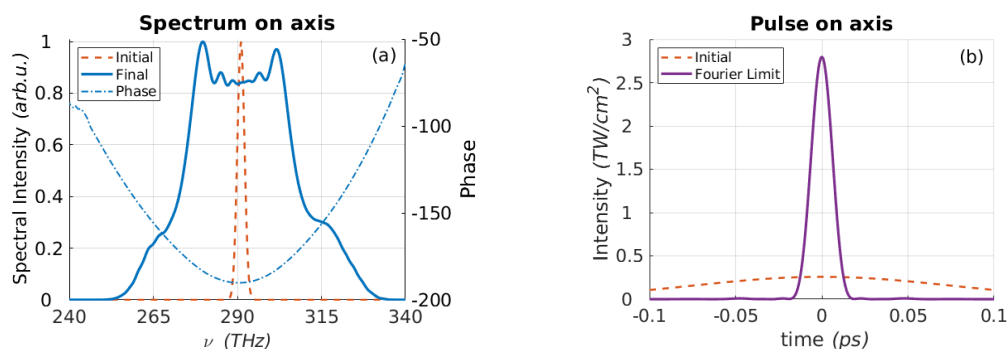 Spectrum on axis
(a)
Initial
Final
Phase
Spectral Intensity (arb.u.)
1
0.8
0.6
0.4
0.2
0
-50
-100
-150
-200
Phase
240
265
290
315
340
ν (THz)
Pulse on axis
(b)
Initial
Fourier Limit
Intensity (TW/cm²)
3
2.5
2
1.5
1
0.5
0
-0.1
-0.05
0
0.05
0.1
time (ps)